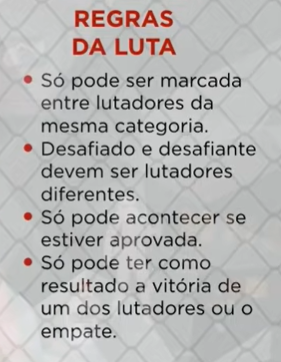 REGRAS
DA LUTA
• Só pode ser marcada
entre lutadores da
mesma categoria.
• Desafiado e desafiante
devem ser lutadores
diferentes.
• Só pode acontecer se
estiver aprovada.
• Só pode ter como
resultado a vitória de
um dos lutadores ou o
empate.